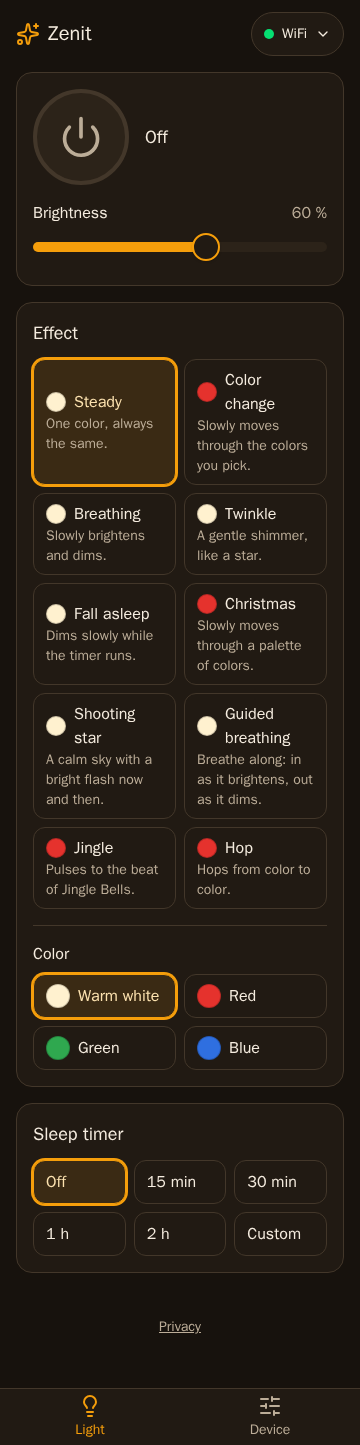 Zenit
WiFi
Off
Brightness
60 %
Effect
Steady
One color, always
the same.
Color
change
Slowly moves
through the colors
you pick.
Breathing
Slowly brightens
and dims.
Twinkle
A gentle shimmer,
like a star.
Fall asleep
Dims slowly while
the timer runs.
Christmas
Slowly moves
through a palette
of colors.
Shooting
star
A calm sky with a
bright flash now
and then.
Guided
breathing
Breathe along: in
as it brightens, out
as it dims.
Jingle
Pulses to the beat
of Jingle Bells.
Hop
Hops from color to
color.
Color
Warm white
Red
Green
Blue
Sleep timer
Off
15 min
30 min
1 h
2 h
Custom
Privacy
Light
Device